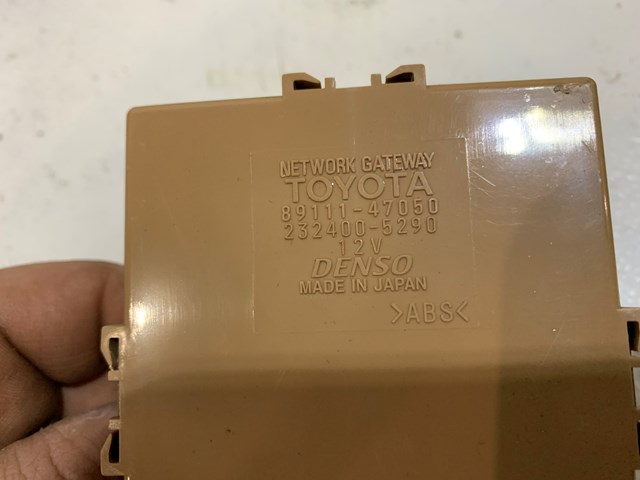 NETWORK GATEWAY
TOYOTA
89111-47050
232400-5290
12V
DENSO
MADE IN JAPAN
>ABS<